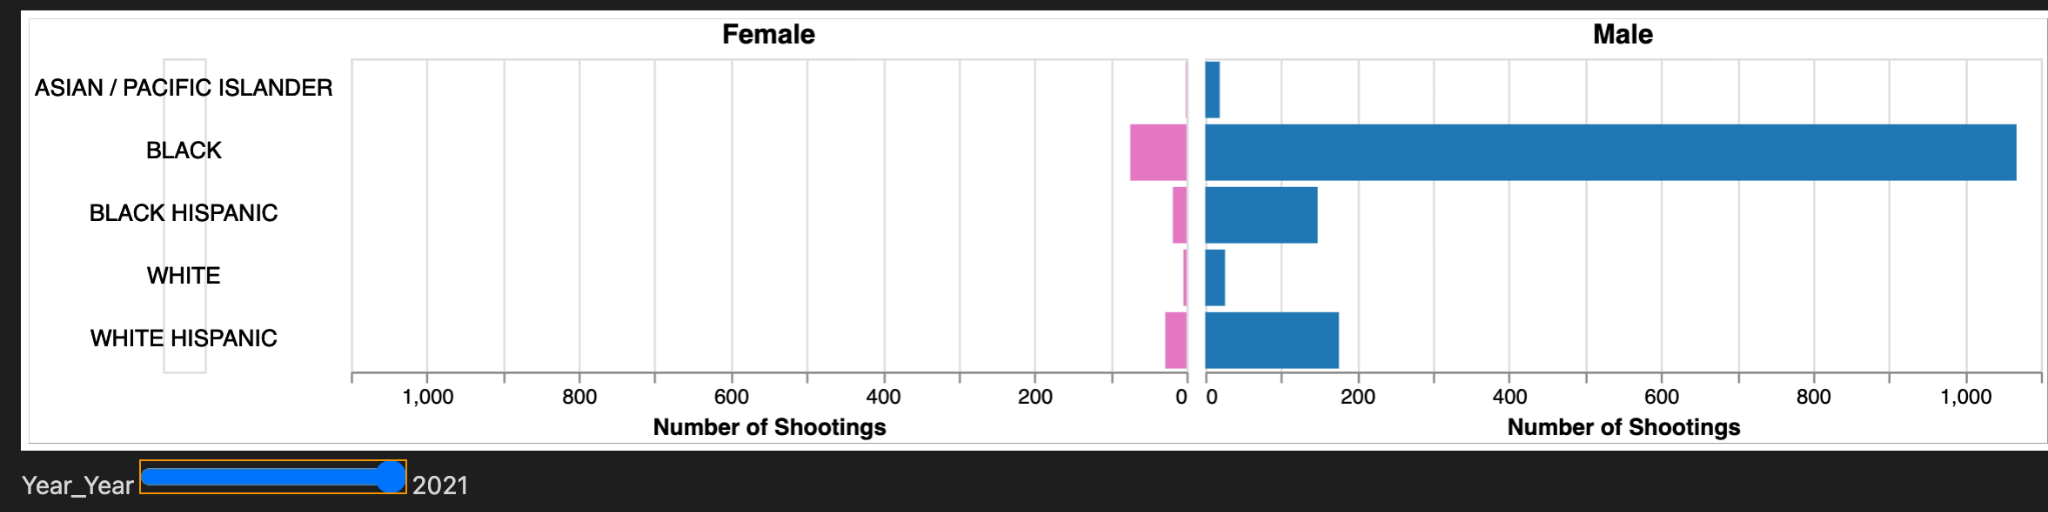 Female Male
ASIAN / PACIFIC ISLANDER
BLACK
BLACK HISPANIC
WHITE
WHITE HISPANIC
1,000 800 600 400 200 0 0 200 400 600 800 1,000
Number of Shootings Number of Shootings
Year_Year 2021